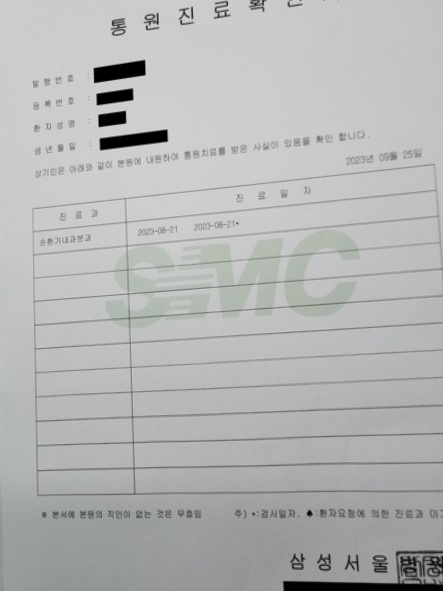 통 원 진 료 확 인
발 행 번 호 :
등 록 번 호 :
환 자 성 명 :
생 년 월 일 :
상기인은 아래와 같이 본원에 내원하여 통원치료를 받은 사실이 있음을 확인 합니다.
2023년 09월 25일
진 료 과 진 료 일 자
순환기내과분과 2023-08-21 2023-08-21*
SMC
※ 본서에 본원의 직인이 없는 것은 무효임 주) *:검사일자, ♠:환자요청에 의한 진료과
삼 성 서 울 병 원